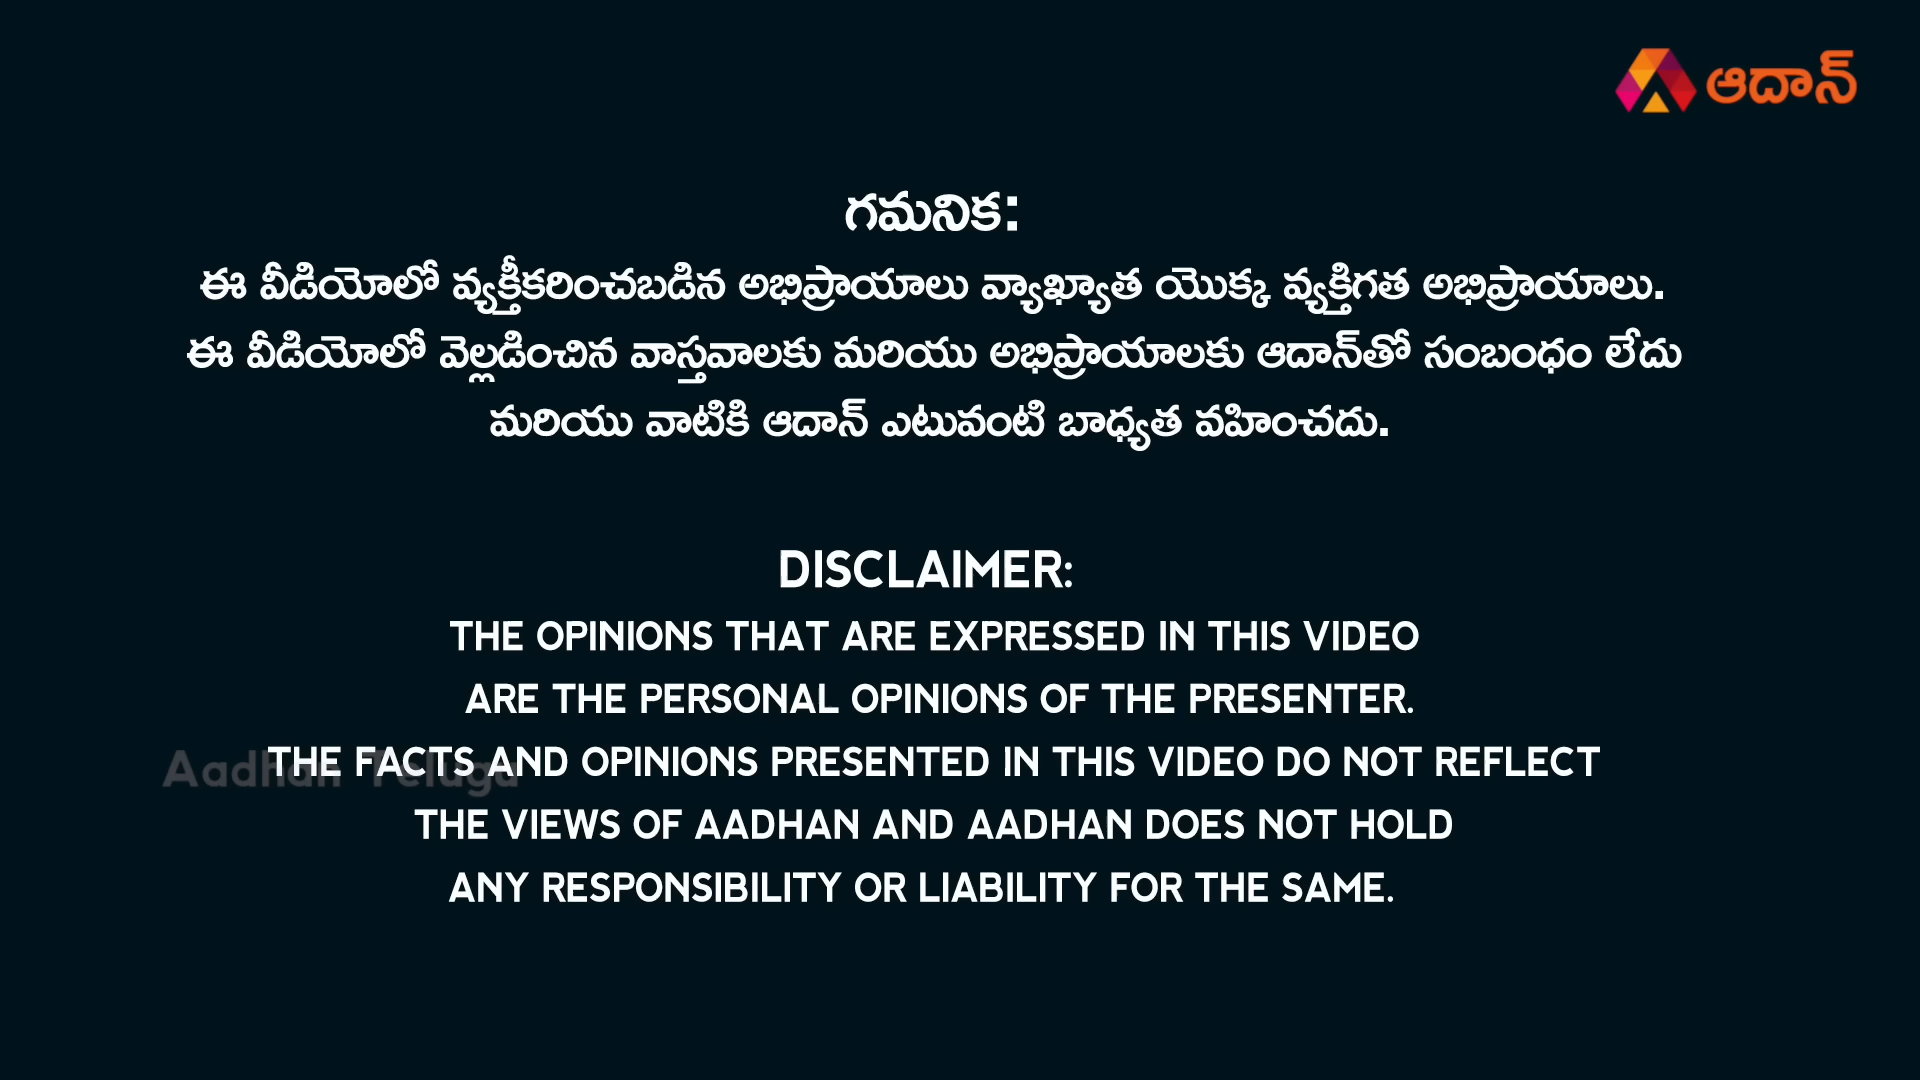 ఆదాన్
గమనిక:
ఈ వీడియోలో వ్యక్తీకరించబడిన అభిప్రాయాలు వ్యాఖ్యాత యొక్క వ్యక్తిగత అభిప్రాయాలు.
ఈ వీడియోలో వెల్లడించిన వాస్తవాలకు మరియు అభిప్రాయాలకు ఆదాన్‌తో సంబంధం లేదు
మరియు వాటికి ఆదాన్ ఎటువంటి బాధ్యత వహించదు.
DISCLAIMER:
THE OPINIONS THAT ARE EXPRESSED IN THIS VIDEO
ARE THE PERSONAL OPINIONS OF THE PRESENTER.
THE FACTS AND OPINIONS PRESENTED IN THIS VIDEO DO NOT REFLECT
Aadhan Telugu
THE VIEWS OF AADHAN AND AADHAN DOES NOT HOLD
ANY RESPONSIBILITY OR LIABILITY FOR THE SAME.